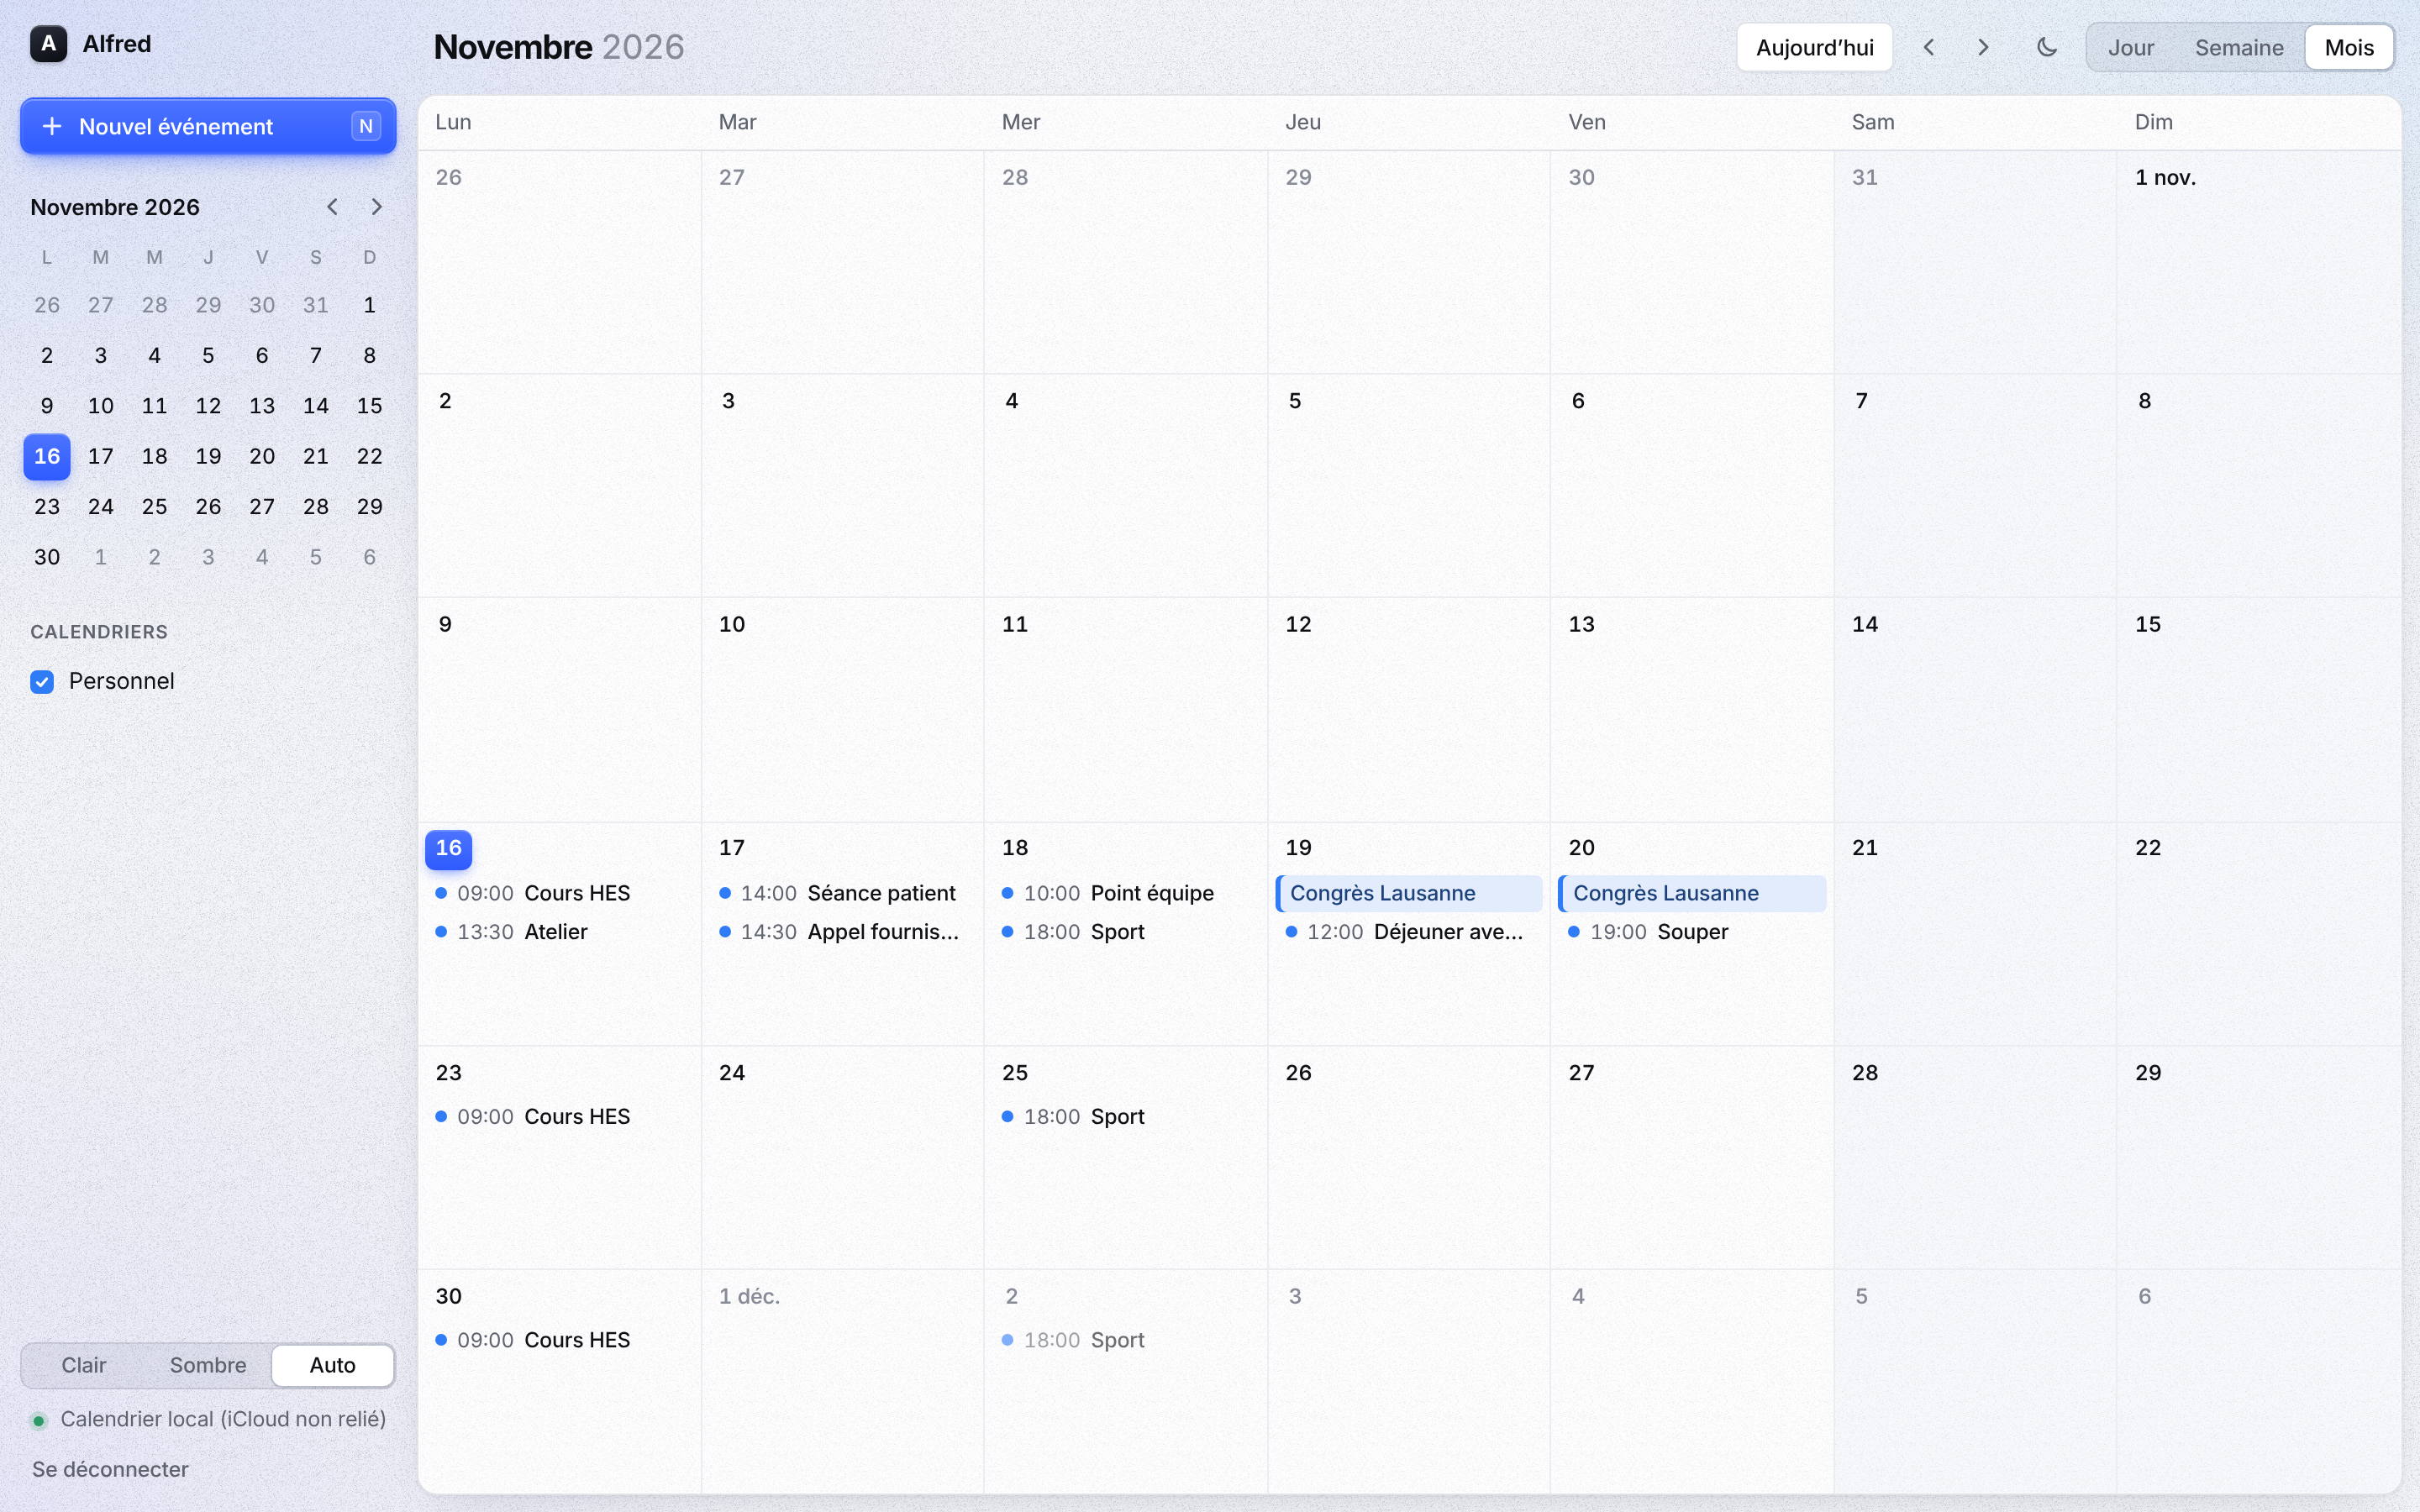 A Alfred
Nouvel événement N
Novembre 2026
L M M J V S D
26 27 28 29 30 31 1
2 3 4 5 6 7 8
9 10 11 12 13 14 15
16 17 18 19 20 21 22
23 24 25 26 27 28 29
30 1 2 3 4 5 6
CALENDRIERS
Personnel
Clair Sombre Auto
Calendrier local (iCloud non relié)
Se déconnecter
Novembre 2026
Aujourd’hui Jour Semaine Mois
Lun Mar Mer Jeu Ven Sam Dim
26 27 28 29 30 31 1 nov.
2 3 4 5 6 7 8
9 10 11 12 13 14 15
16 17 18 19 20 21 22
09:00 Cours HES 14:00 Séance patient 10:00 Point équipe Congrès Lausanne Congrès Lausanne
13:30 Atelier 14:30 Appel fournis… 18:00 Sport 12:00 Déjeuner ave… 19:00 Souper
23 24 25 26 27 28 29
09:00 Cours HES 18:00 Sport
30 1 déc. 2 3 4 5 6
09:00 Cours HES 18:00 Sport